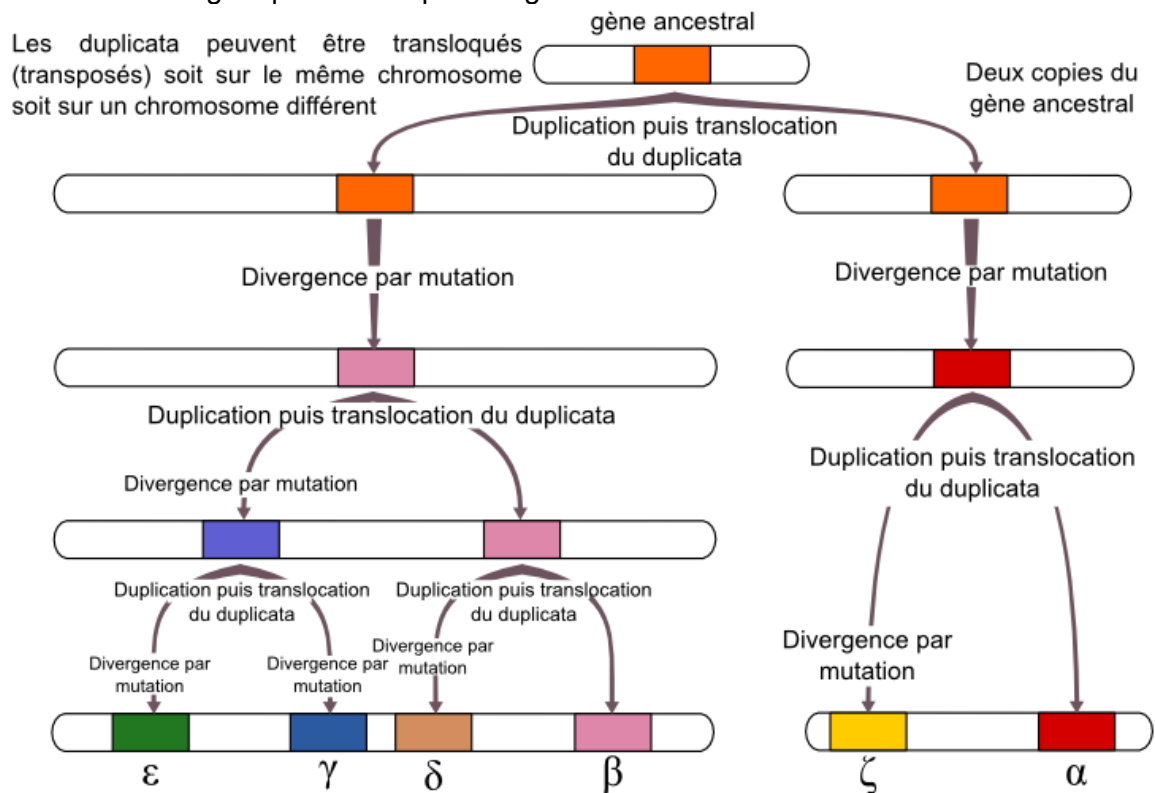 Les duplicata peuvent être transloqués
(transposés) soit sur le même chromosome
soit sur un chromosome différent
gène ancestral
Deux copies du
gène ancestral
Duplication puis translocation
du duplicata
Divergence par mutation
Divergence par mutation
Duplication puis translocation du duplicata
Duplication puis translocation
du duplicata
Divergence par mutation
Duplication puis translocation
du duplicata
Duplication puis translocation
du duplicata
Divergence par
mutation
Divergence par
mutation
Divergence par
mutation
Divergence par
mutation
ε
γ
δ
β
ζ
α